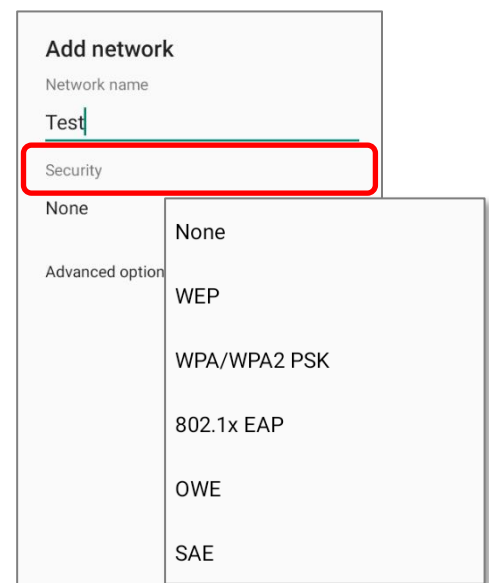 Add network
Network name
Test
Security
None
Advanced option
None
WEP
WPA/WPA2 PSK
802.1x EAP
OWE
SAE